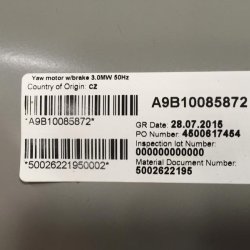 Yaw motor w/brake 3.0MW 50Hz
Country of Origin: CZ
A9B10085872
*A9B10085872*
GR Date: 28.07.2015
PO Number: 4500617454
Inspection lot Number:
000000000000
Material Document Number:
5002622195
*50026221950002*